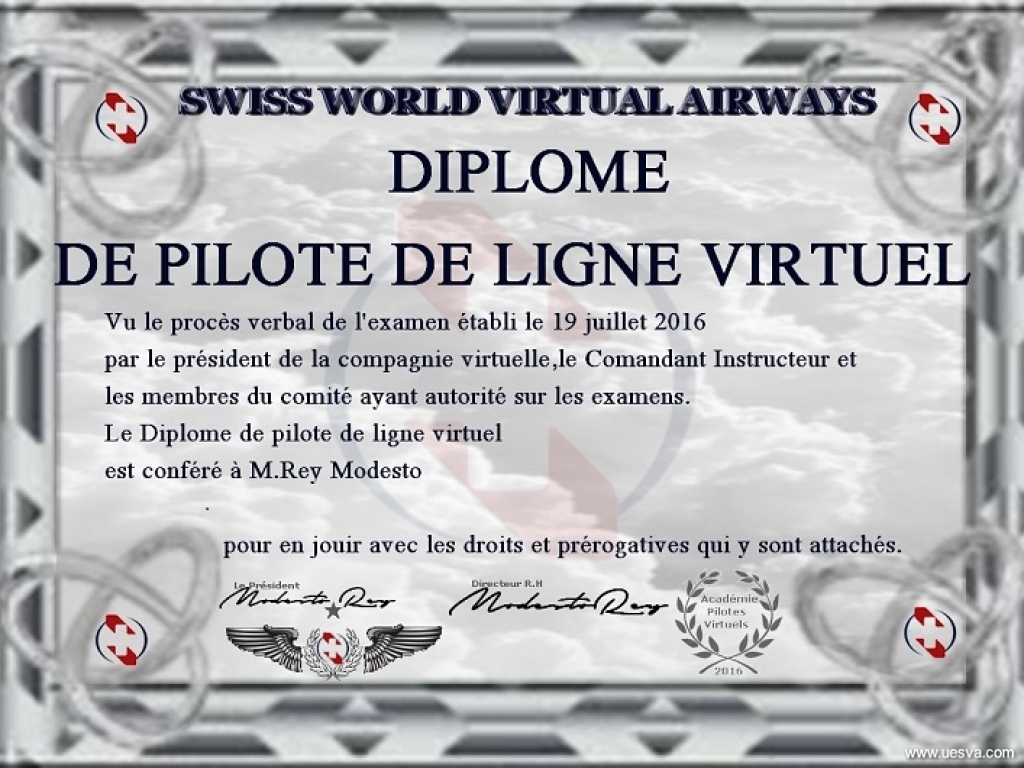 SWISS WORLD VIRTUAL AIRWAYS
DIPLOME
DE PILOTE DE LIGNE VIRTUEL
Vu le procès verbal de l'examen établi le 19 juillet 2016
par le président de la compagnie virtuelle,le Comandant Instructeur et
les membres du comité ayant autorité sur les examens.
Le Diplome de pilote de ligne virtuel
est conféré à M.Rey Modesto
.
pour en jouir avec les droits et prérogatives qui y sont attachés.
Le Président
Modesto Rey
Directeur R.H
Modesto Rey
Académie
Pilotes
Virtuels
2016
www.uesva.com